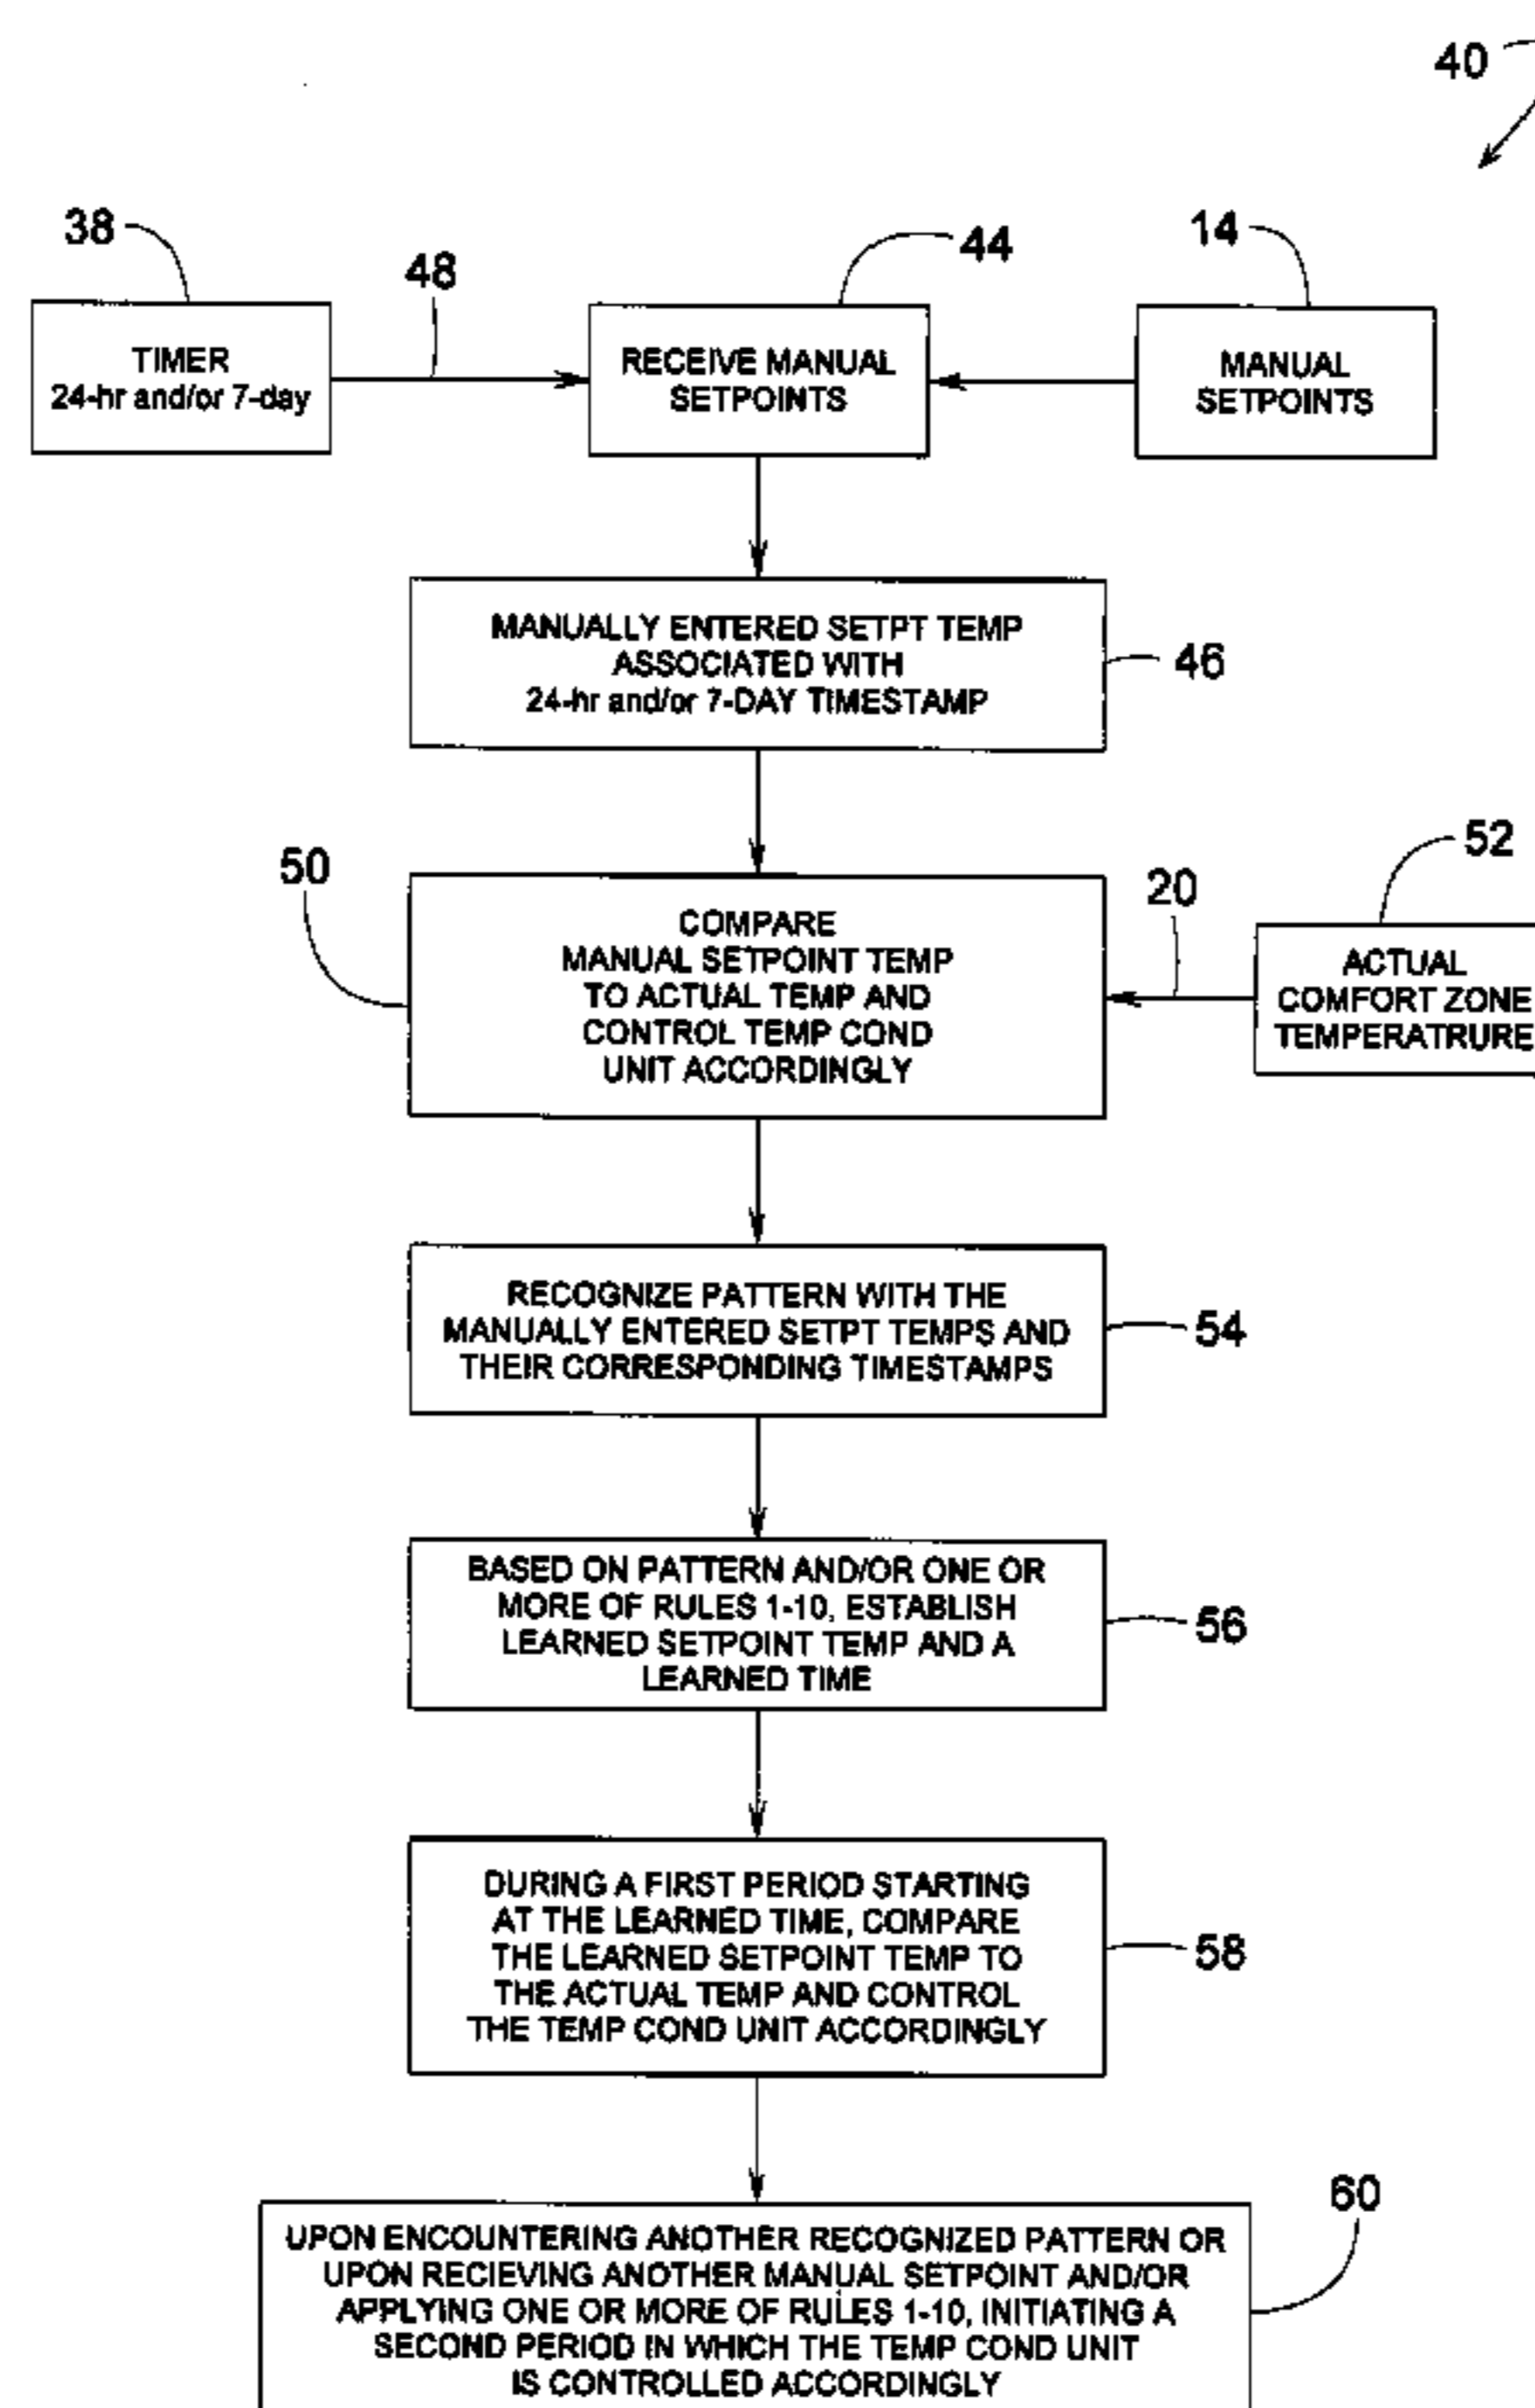 40
38
48
44
14
TIMER
24-hr and/or 7-day
RECEIVE MANUAL
SETPOINTS
MANUAL
SETPOINTS
MANUALLY ENTERED SETPT TEMP
ASSOCIATED WITH
24-hr and/or 7-DAY TIMESTAMP
46
50
COMPARE
MANUAL SETPOINT TEMP
TO ACTUAL TEMP AND
CONTROL TEMP COND
UNIT ACCORDINGLY
20
52
ACTUAL
COMFORT ZONE
TEMPERATRURE
RECOGNIZE PATTERN WITH THE
MANUALLY ENTERED SETPT TEMPS AND
THEIR CORRESPONDING TIMESTAMPS
54
BASED ON PATTERN AND/OR ONE OR
MORE OF RULES 1-10, ESTABLISH
LEARNED SETPOINT TEMP AND A
LEARNED TIME
56
DURING A FIRST PERIOD STARTING
AT THE LEARNED TIME, COMPARE
THE LEARNED SETPOINT TEMP TO
THE ACTUAL TEMP AND CONTROL
THE TEMP COND UNIT ACCORDINGLY
58
60
UPON ENCOUNTERING ANOTHER RECOGNIZED PATTERN OR
UPON RECIEVING ANOTHER MANUAL SETPOINT AND/OR
APPLYING ONE OR MORE OF RULES 1-10, INITIATING A
SECOND PERIOD IN WHICH THE TEMP COND UNIT
IS CONTROLLED ACCORDINGLY